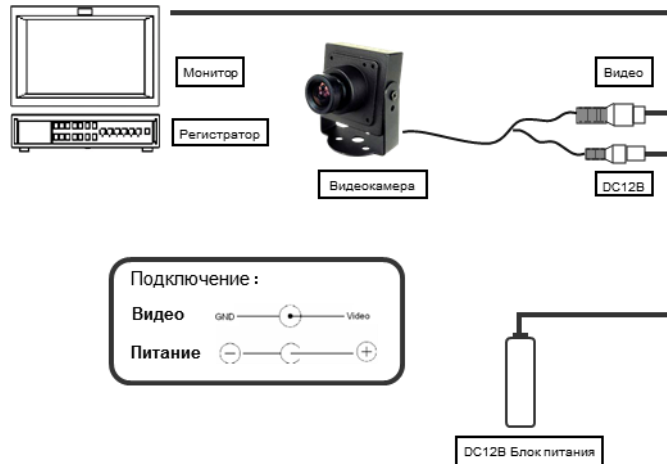 Монитор
Видео
Регистратор
Видеокамера
DC12В
Подключение :
Видео GND Video
Питание − +
DC12В Блок питания